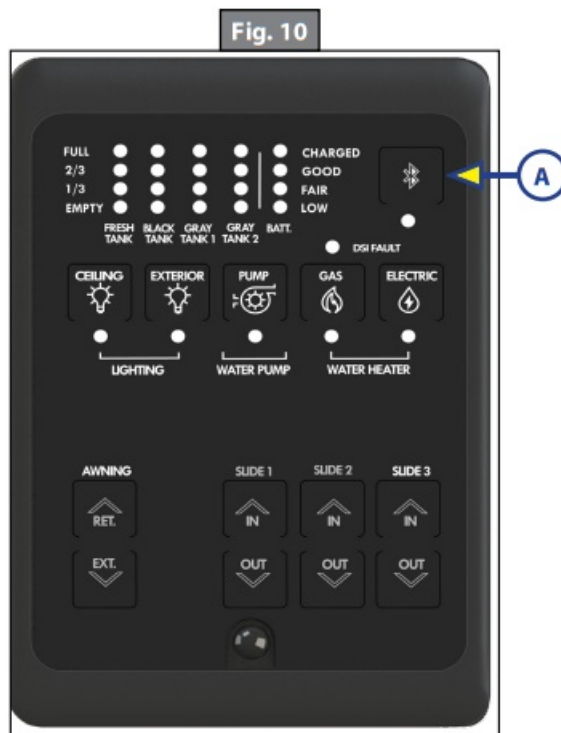 Fig. 10
FULL CHARGED
2/3 GOOD
1/3 FAIR
EMPTY LOW
FRESH TANK BLACK TANK GRAY TANK 1 GRAY TANK 2 BATT.
A
DSI FAULT
CEILING EXTERIOR PUMP GAS ELECTRIC
LIGHTING WATER PUMP WATER HEATER
AWNING SLIDE 1 SLIDE 2 SLIDE 3
RET. IN IN IN
EXT. OUT OUT OUT